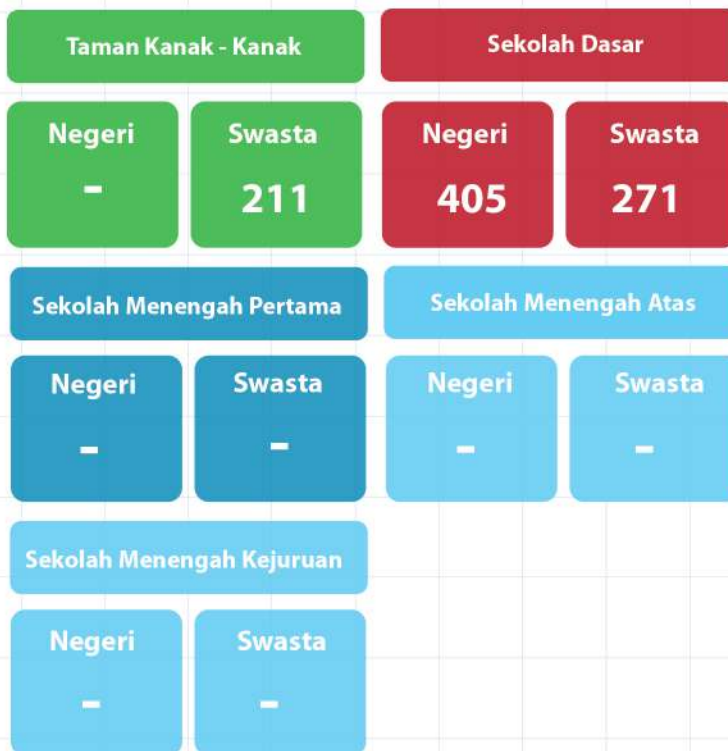 Taman Kanak - Kanak
Sekolah Dasar
Negeri
Swasta
Negeri
Swasta
-
211
405
271
Sekolah Menengah Pertama
Sekolah Menengah Atas
Negeri
Swasta
Negeri
Swasta
-
-
-
-
Sekolah Menengah Kejuruan
Negeri
Swasta
-
-